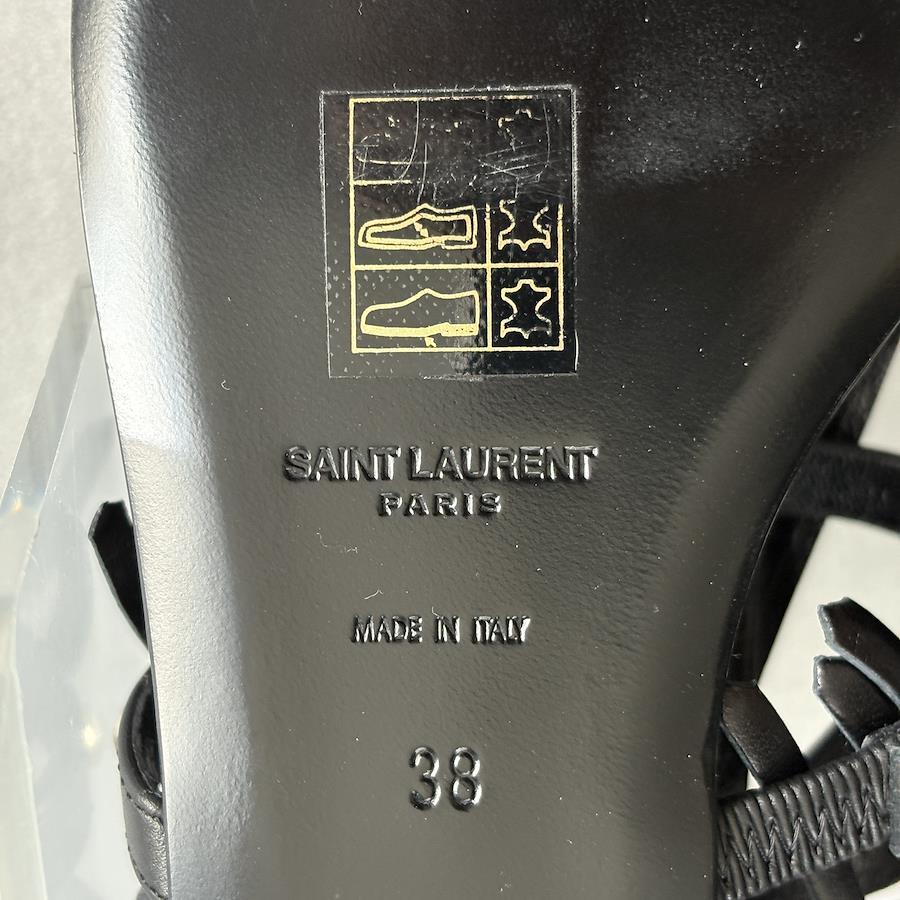 SAINT LAURENT
PARIS
MADE IN ITALY
38